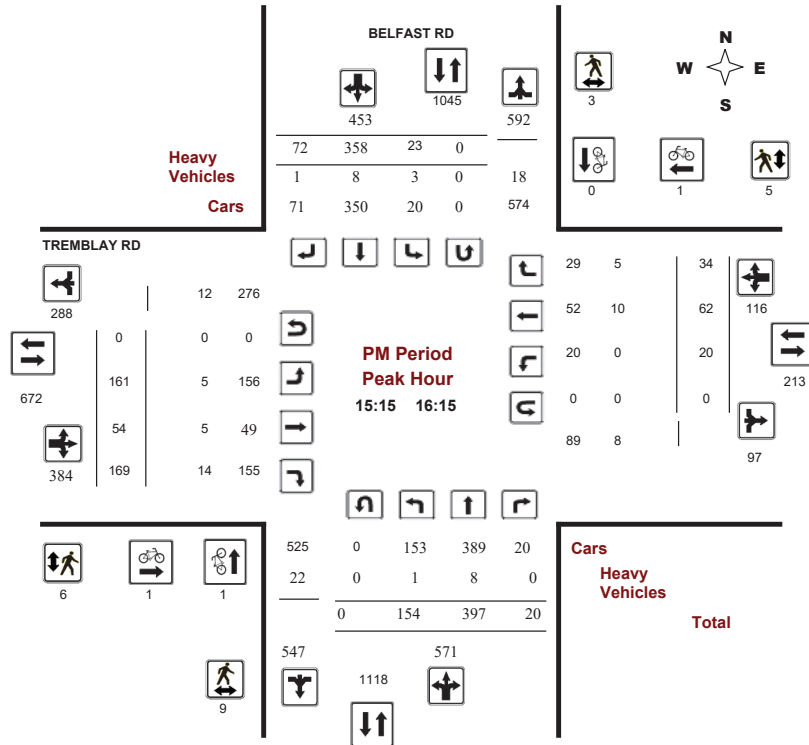 BELFAST RD
N
W E
S
1045
453
592
3
72 358 23 0
Heavy
Vehicles
1 8 3 0 18
Cars
71 350 20 0 574
0 1 5
TREMBLAY RD
288
12 276
0 0 0
672
161 5 156
54 5 49
384
169 14 155
PM Period
Peak Hour
15:15 16:15
29 5 34
52 10 62
116
20 0 20
213
0 0 0
89 8
97
525 0 153 389 20
22 0 1 8 0
0 154 397 20
Cars
Heavy
Vehicles
Total
6 1 1
547
571
1118
9